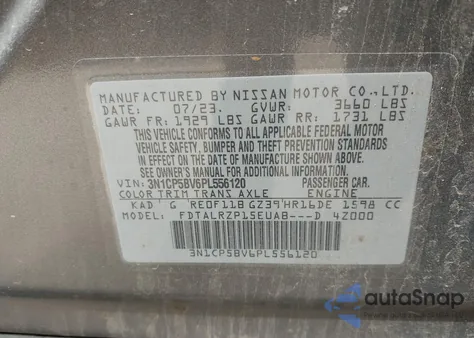 MANUFACTURED BY NISSAN MOTOR CO., LTD.
DATE: 07/23. GVWR: 3660 LBS
GAWR FR: 1929 LBS GAWR RR: 1731 LBS
THIS VEHICLE CONFORMS TO ALL APPLICABLE FEDERAL MOTOR
VEHICLE SAFETY, BUMPER AND THEFT PREVENTION STANDARDS
IN EFFECT ON THE DATE OF MANUFACTURE SHOWN ABOVE.
SEE OWNER'S MANUAL FOR ADDITIONAL INFORMATION.
VIN: 3N1CP5BV6PL556120 PASSENGER CAR.
COLOR TRIM TRANS AXLE ENGINE
KAD G RE0F11B GZ39 HR16DE 1598 CC
MODEL: FDTALRZP15EUAB---D 4Z000
3N1CP5BV6PL556120
autoSnap